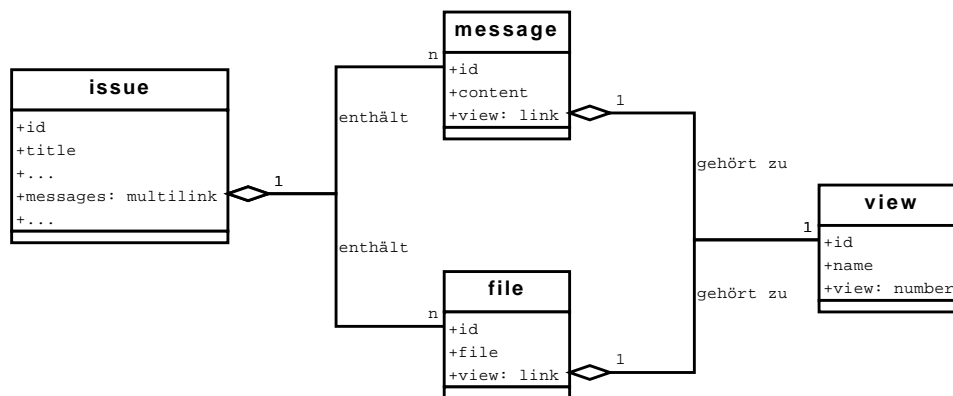 issue
+id
+title
+...
+messages: multilink
+...
1
enthält
enthält
n
n
message
+id
+content
+view: link
1
gehört zu
file
+id
+file
+view: link
1
gehört zu
1
view
+id
+name
+view: number